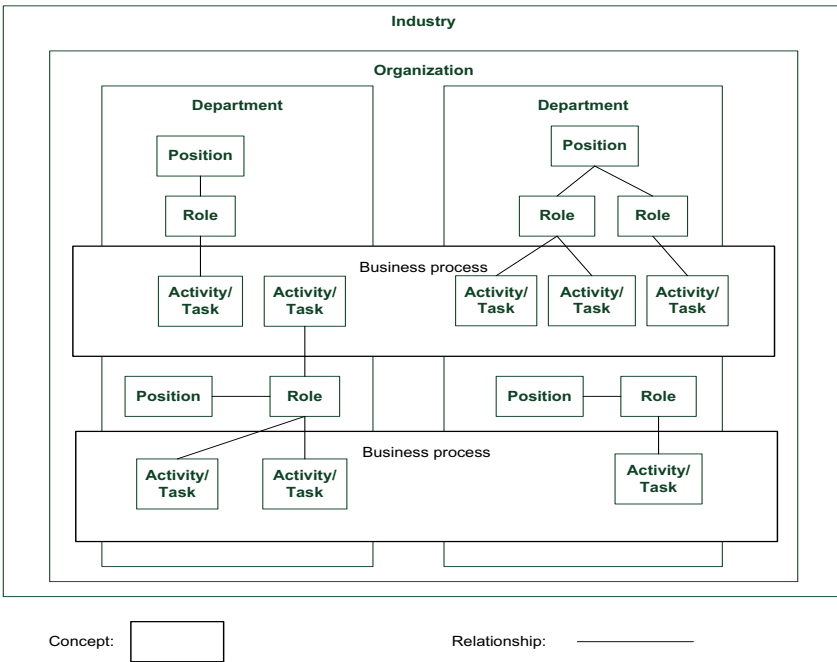 Industry
Organization
Department
Department
Position
Position
Role
Role
Role
Business process
Activity/
Task
Activity/
Task
Activity/
Task
Activity/
Task
Activity/
Task
Position
Role
Position
Role
Business process
Activity/
Task
Activity/
Task
Activity/
Task
Concept:
Relationship: